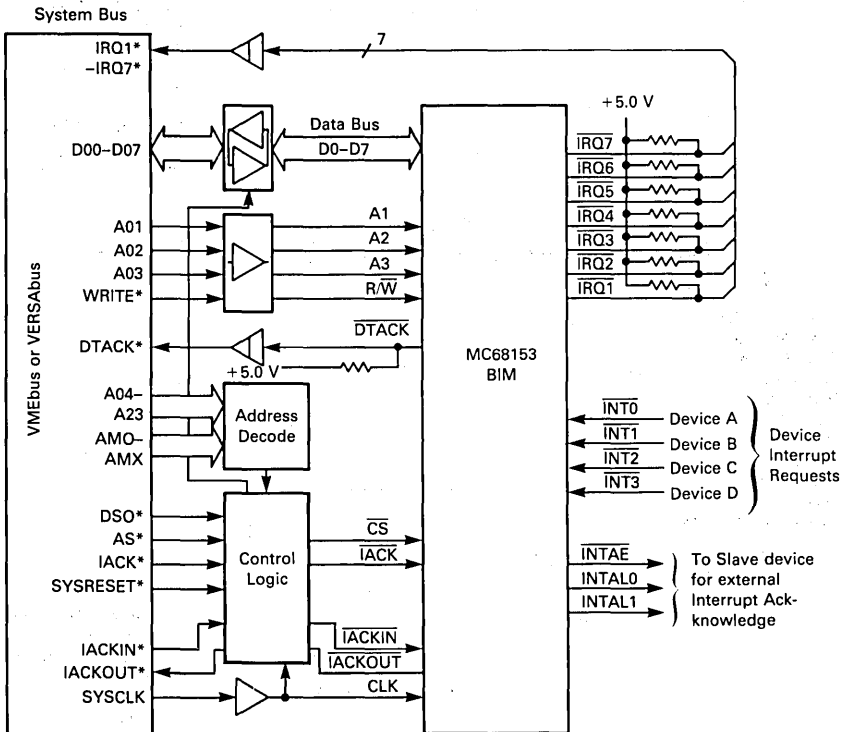 System Bus
IRQ1*
-IRQ7*
7
+5.0 V
Data Bus
D00-D07
D0-D7
IRQ7
IRQ6
IRQ5
IRQ4
IRQ3
IRQ2
IRQ1
A01
A02
A03
WRITE*
A1
A2
A3
R/W
DTACK*
DTACK
+5.0 V
MC68153
BIM
VMEbus or VERSAbus
A04-
A23
AMO-
AMX
Address
Decode
INT0
INT1
INT2
INT3
Device A
Device B
Device C
Device D
Device
Interrupt
Requests
DSO*
AS*
IACK*
SYSRESET*
Control
Logic
CS
IACK
INTAE
INTAL0
INTAL1
To Slave device
for external
Interrupt Ack-
knowledge
IACKIN*
IACKOUT*
SYSCLK
IACKIN
IACKOUT
CLK